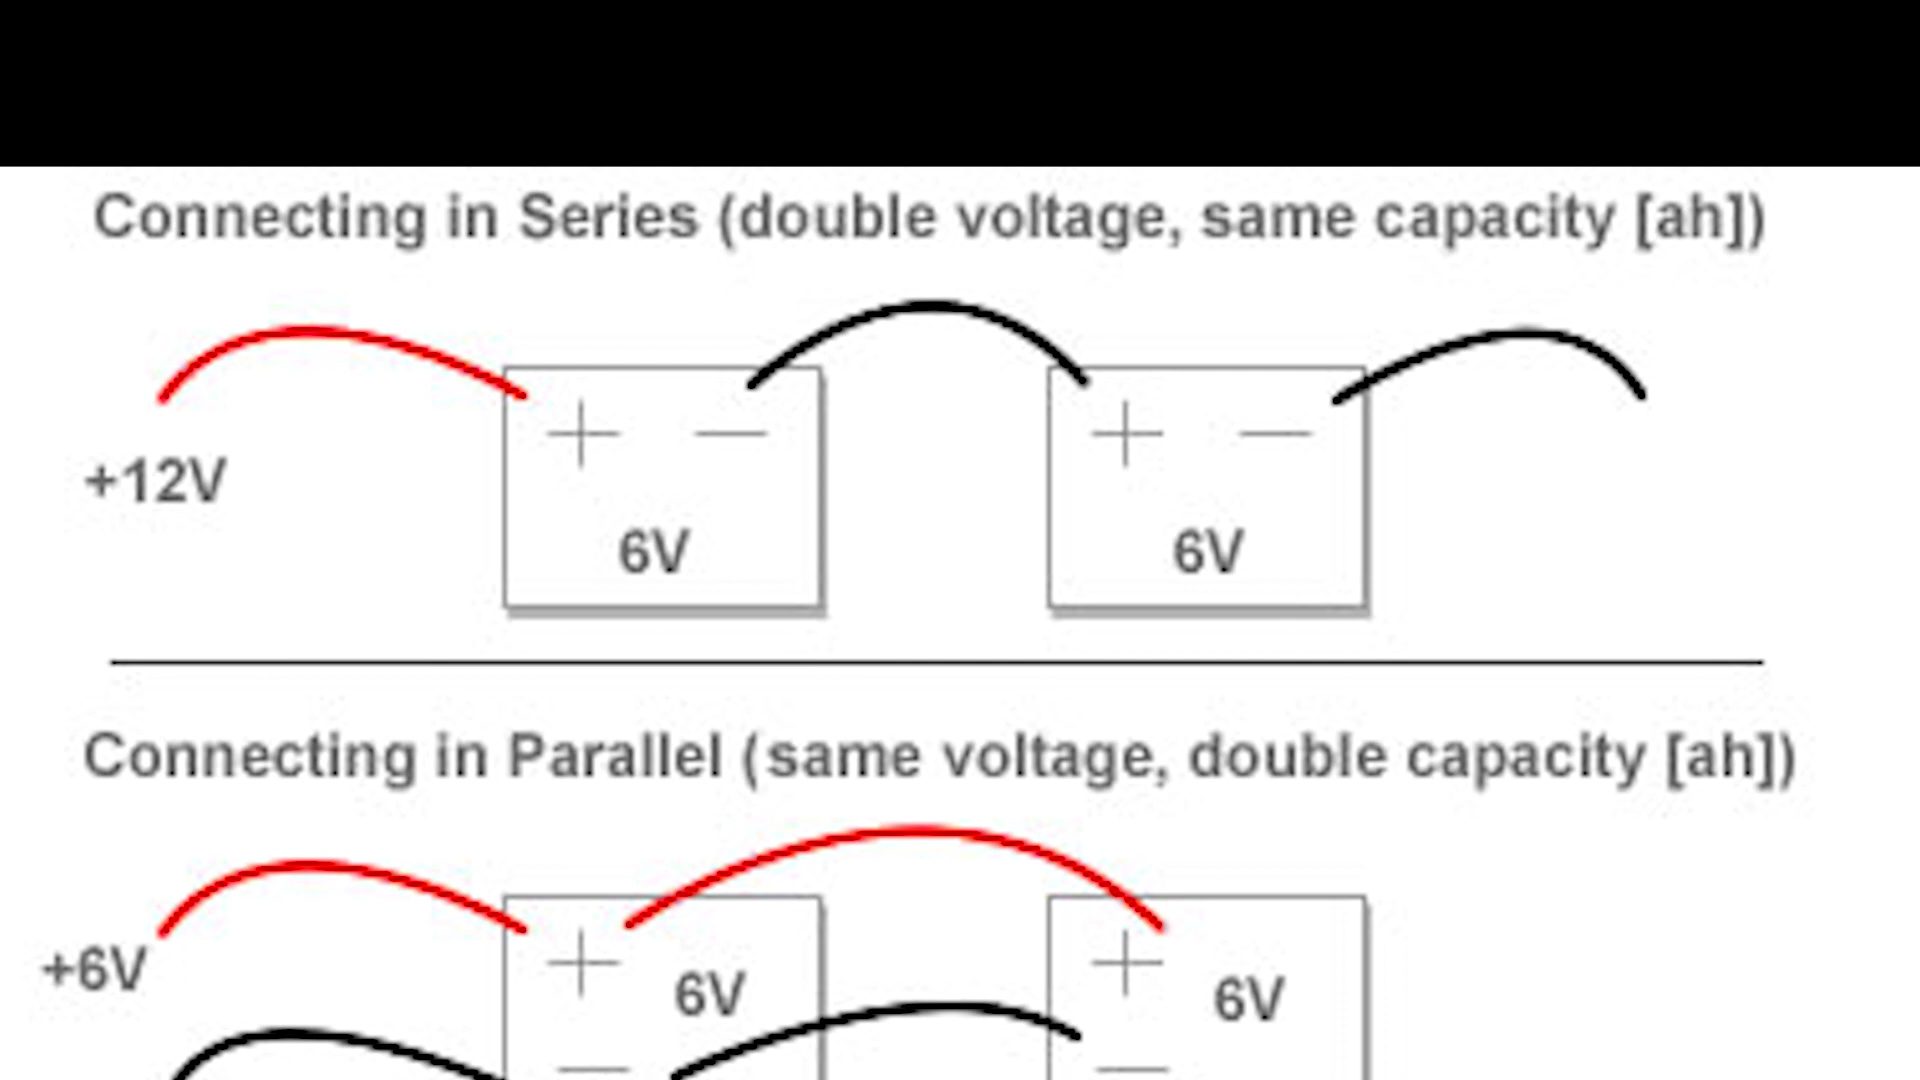 Connecting in Series (double voltage, same capacity [ah])
+ − + −
+12V
6V 6V
Connecting in Parallel (same voltage, double capacity [ah])
+ +
+6V 6V 6V
− −